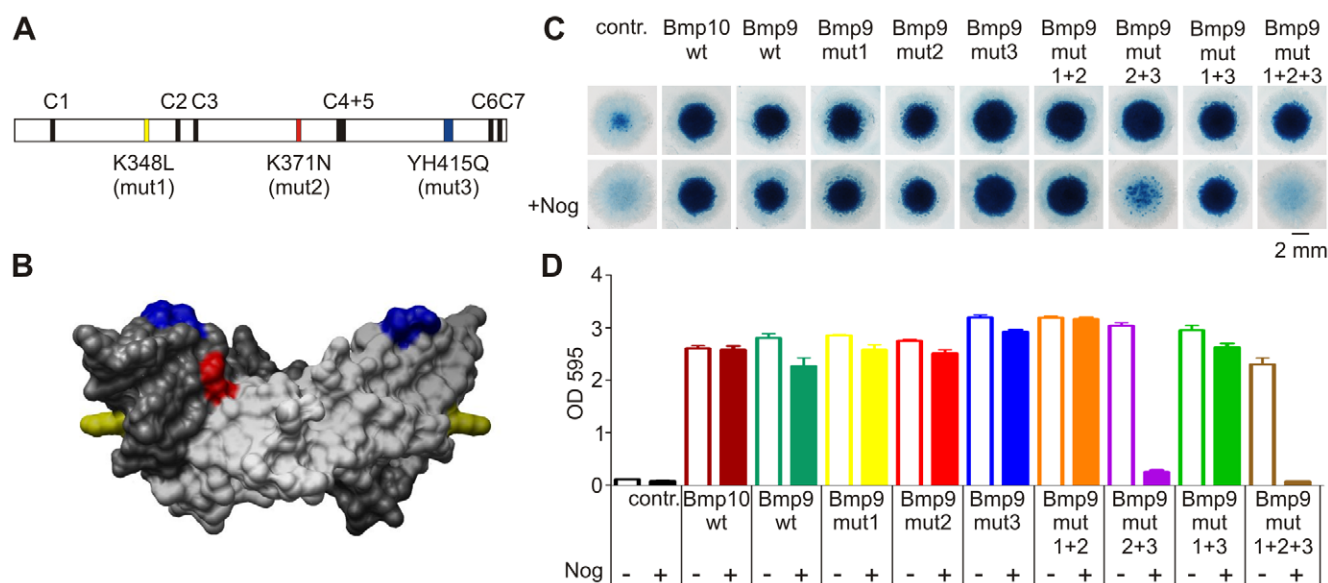 A
C1 C2 C3 C4+5 C6C7
K348L K371N YH415Q
(mut1) (mut2) (mut3)
B
C
contr. Bmp10 Bmp9 Bmp9 Bmp9 Bmp9 Bmp9 Bmp9 Bmp9 Bmp9
wt wt mut1 mut2 mut3 mut mut mut mut
1+2 2+3 1+3 1+2+3
+Nog
2 mm
D
4
3
2
1
0
OD 595
contr. Bmp10 Bmp9 Bmp9 Bmp9 Bmp9 Bmp9 Bmp9 Bmp9 Bmp9
wt wt mut1 mut2 mut3 mut mut mut mut
1+2 2+3 1+3 1+2+3
Nog - + - + - + - + - + - + - + - + - + - +